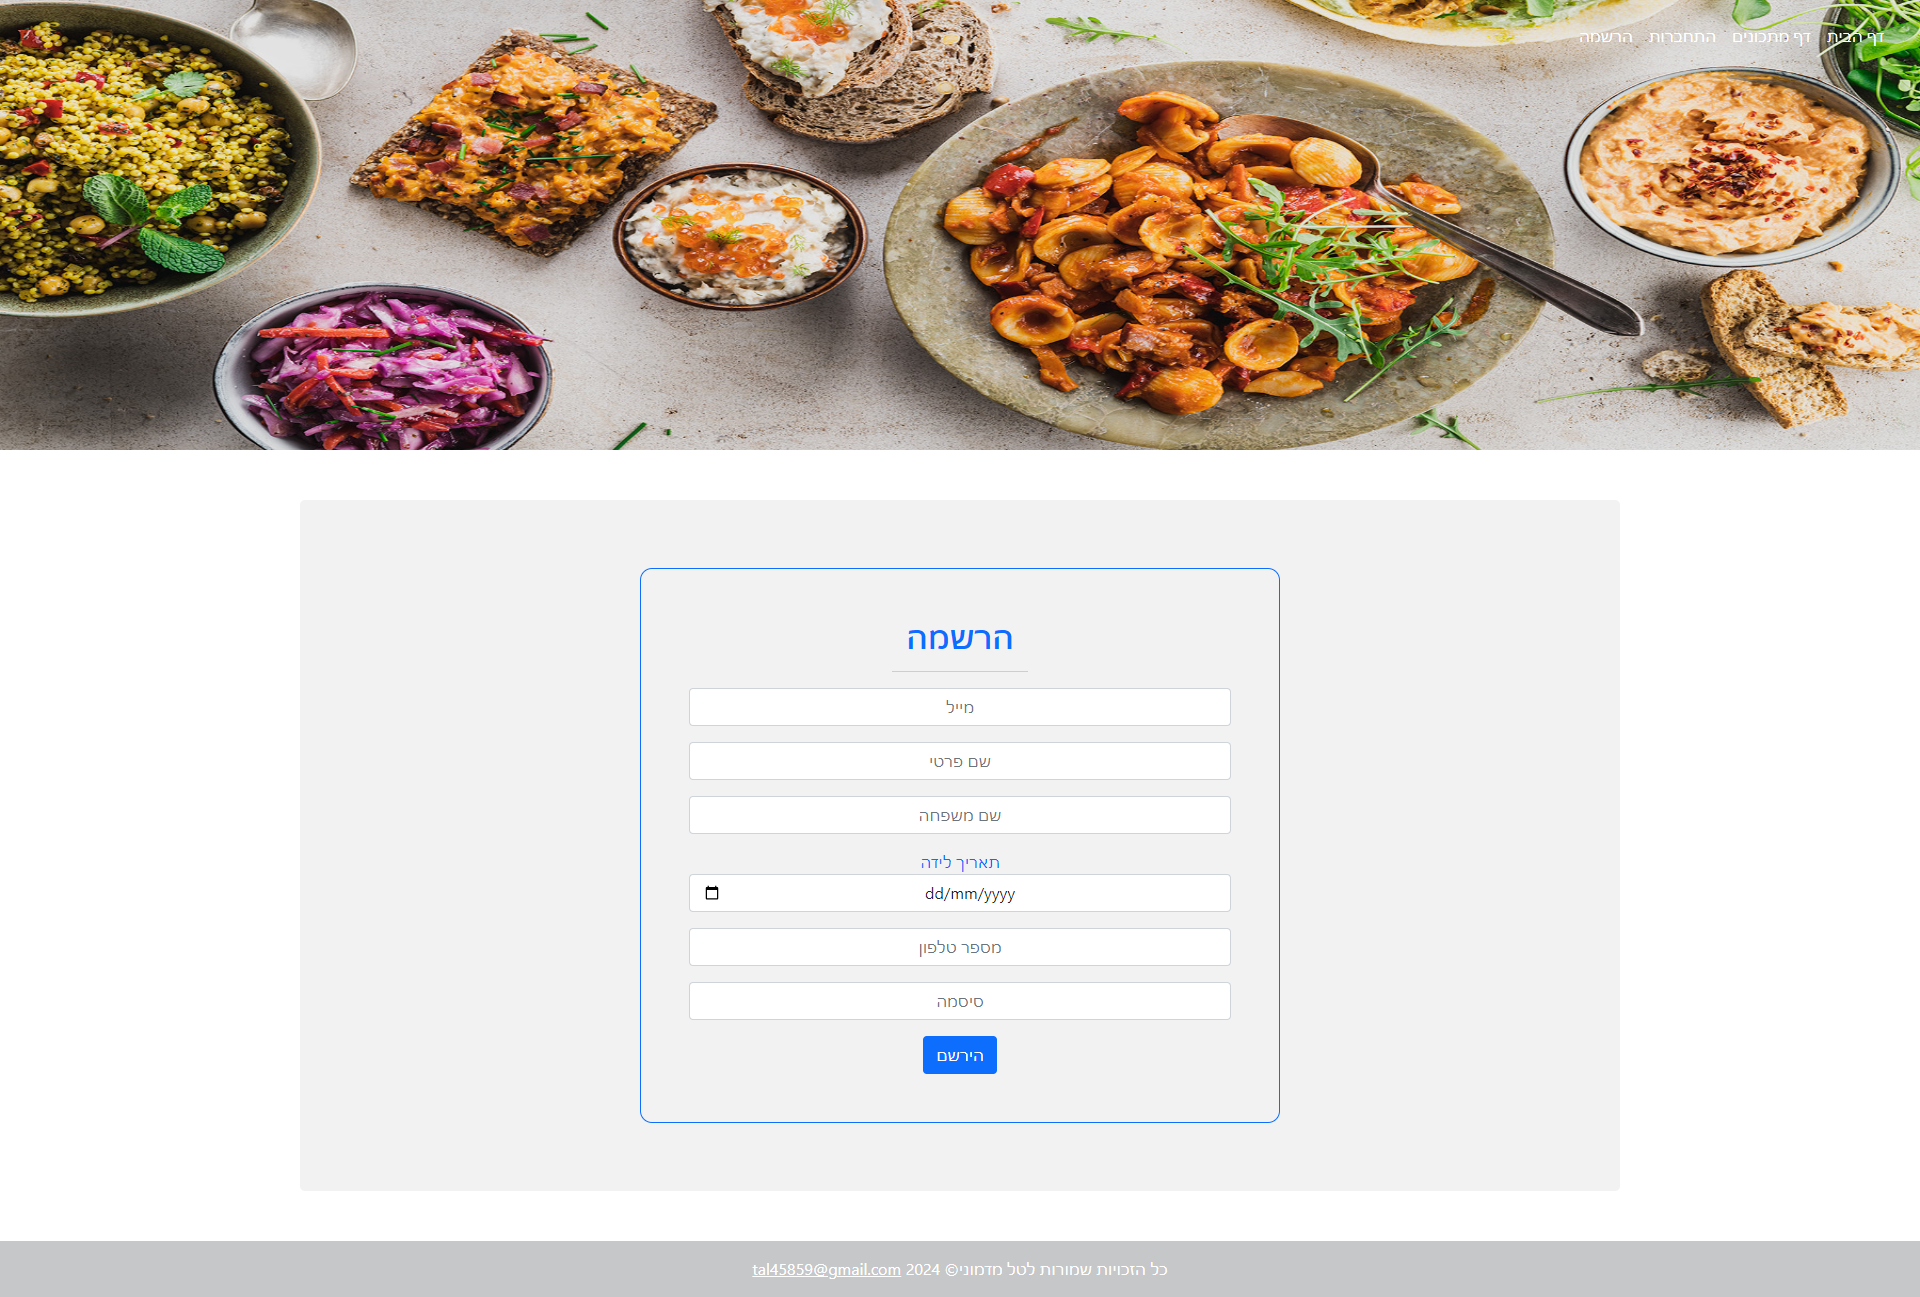 דף הבית דף מתכונים התחברות הרשמה
הרשמה
מייל
שם פרטי
שם משפחה
תאריך לידה
dd/mm/yyyy
מספר טלפון
סיסמה
הירשם
כל הזכויות שמורות לטל מדמוני© 2024 tal45859@gmail.com